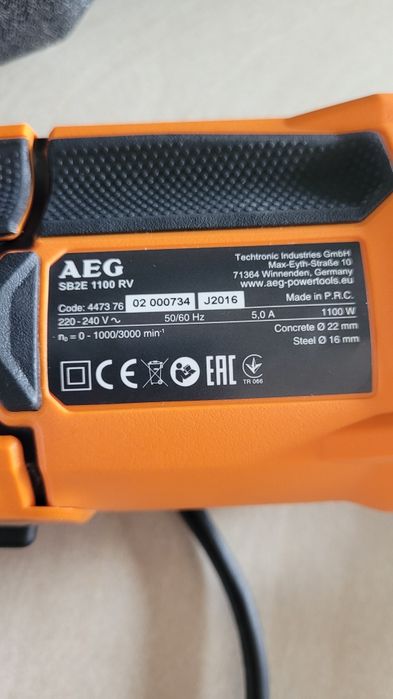 AEG
SB2E 1100 RV
Techtronic Industries GmbH
Max-Eyth-Straße 10
71364 Winnenden, Germany
www.aeg-powertools.eu
Code: 4473 76 02 000734 J2016 Made in P.R.C.
220 - 240 V ~ 50/60 Hz 5,0 A 1100 W
n₀ = 0 - 1000/3000 min⁻¹ Concrete Ø 22 mm
Steel Ø 16 mm
CE EAC
TR 066